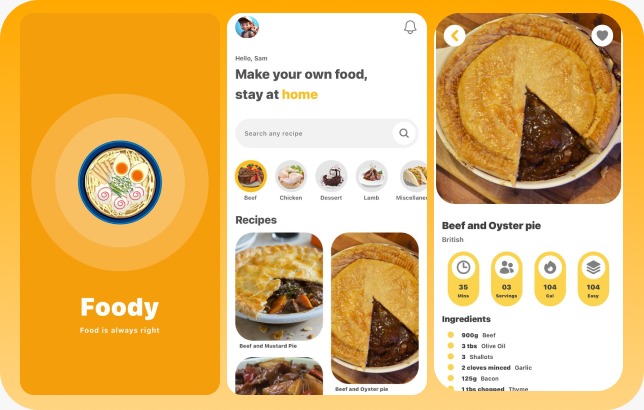 Foody
Food is always right
Hello, Sam
Make your own food,
stay at home
Search any recipe
Beef
Chicken
Dessert
Lamb
Miscellane
Recipes
Beef and Mustard Pie
Beef and Oyster pie
Beef and Oyster pie
British
35
Mins
03
Servings
104
Cal
104
Easy
Ingredients
900g Beef
3 tbs Olive Oil
3 Shallots
2 cloves minced Garlic
125g Bacon
1 tbs chopped Thyme